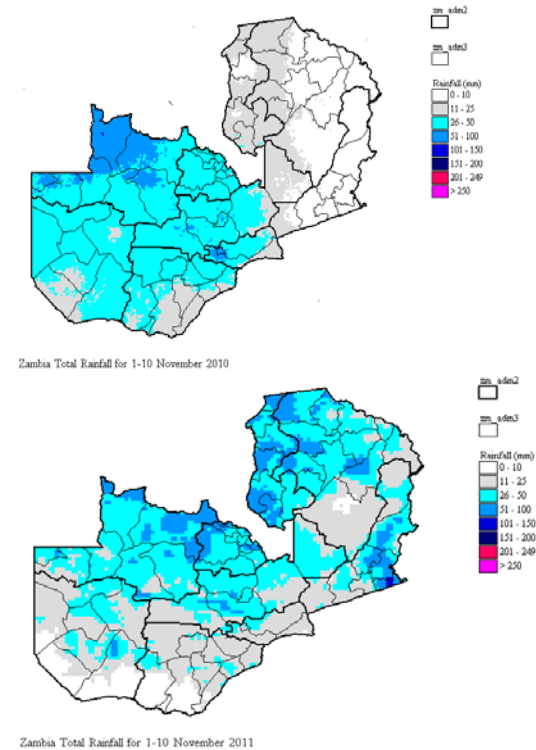 zm_adm2
zm_adm3
Rainfall (mm)
0 - 10
11 - 25
26 - 50
51 - 100
101 - 150
151 - 200
201 - 249
> 250
Zambia Total Rainfall for 1-10 November 2010
zm_adm2
zm_adm3
Rainfall (mm)
0 - 10
11 - 25
26 - 50
51 - 100
101 - 150
151 - 200
201 - 249
> 250
Zambia Total Rainfall for 1-10 November 2011